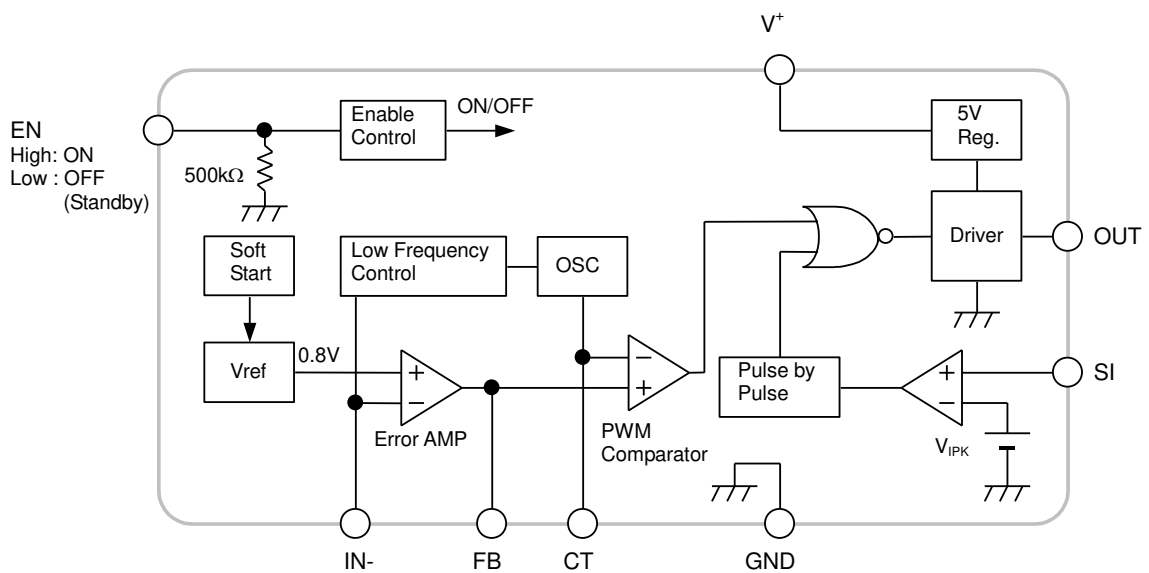 V+
EN
High: ON
Low : OFF
(Standby)
500kΩ
Enable
Control
ON/OFF
5V
Reg.
Soft
Start
Low Frequency
Control
OSC
Driver
OUT
Vref
0.8V
+
−
Error AMP
−
+
PWM
Comparator
Pulse by
Pulse
+
−
VIPK
SI
IN-
FB
CT
GND